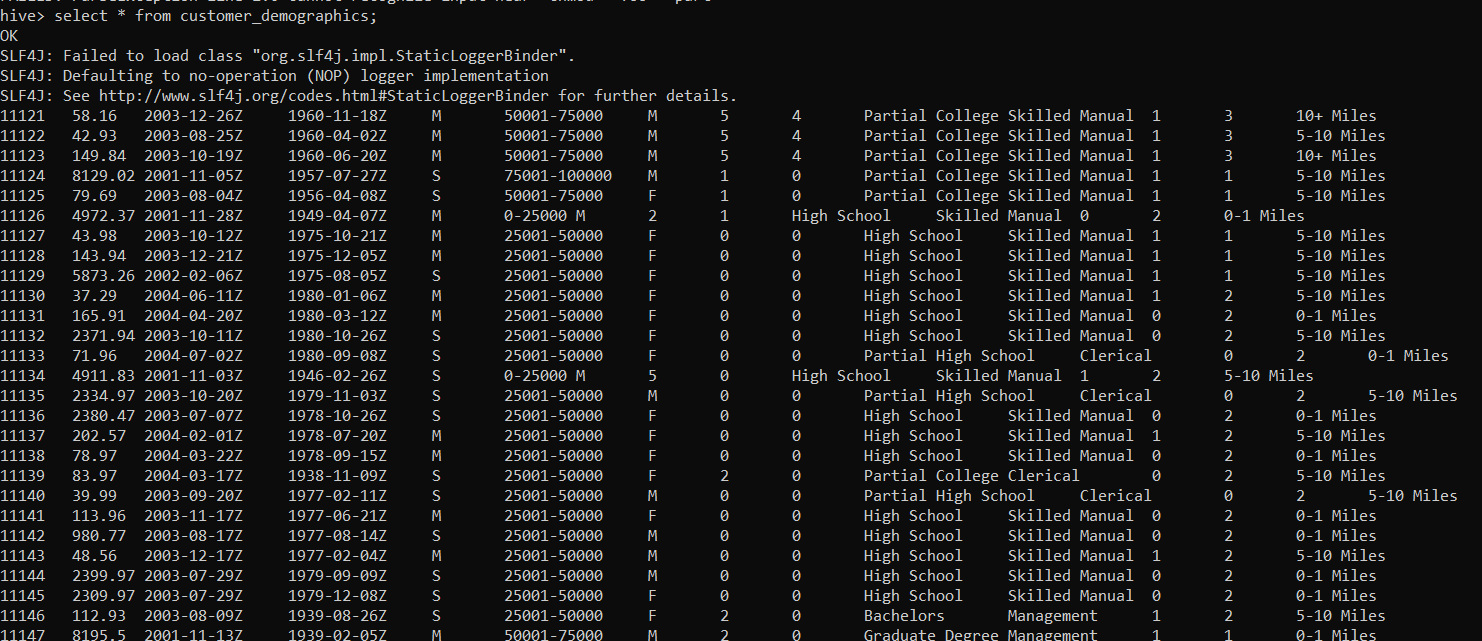 hive> select * from customer_demographics;
OK
SLF4J: Failed to load class "org.slf4j.impl.StaticLoggerBinder".
SLF4J: Defaulting to no-operation (NOP) logger implementation
SLF4J: See http://www.slf4j.org/codes.html#StaticLoggerBinder for further details.
11121 58.16 2003-12-26Z 1960-11-18Z M 50001-75000 M 5 4 Partial College Skilled Manual 1 3 10+ Miles
11122 42.93 2003-08-25Z 1960-04-02Z M 50001-75000 M 5 4 Partial College Skilled Manual 1 3 5-10 Miles
11123 149.84 2003-10-19Z 1960-06-20Z M 50001-75000 M 5 4 Partial College Skilled Manual 1 3 10+ Miles
11124 8129.02 2001-11-05Z 1957-07-27Z S 75001-100000 M 1 0 Partial College Skilled Manual 1 1 5-10 Miles
11125 79.69 2003-08-04Z 1956-04-08Z S 50001-75000 F 1 0 Partial College Skilled Manual 1 1 5-10 Miles
11126 4972.37 2001-11-28Z 1949-04-07Z M 0-25000 M 2 1 High School Skilled Manual 0 2 0-1 Miles
11127 43.98 2003-10-12Z 1975-10-21Z M 25001-50000 F 0 0 High School Skilled Manual 1 1 5-10 Miles
11128 143.94 2003-12-21Z 1975-12-05Z M 25001-50000 F 0 0 High School Skilled Manual 1 1 5-10 Miles
11129 5873.26 2002-02-06Z 1975-08-05Z S 25001-50000 F 0 0 High School Skilled Manual 1 1 5-10 Miles
11130 37.29 2004-06-11Z 1980-01-06Z M 25001-50000 F 0 0 High School Skilled Manual 1 2 5-10 Miles
11131 165.91 2004-04-20Z 1980-03-12Z M 25001-50000 F 0 0 High School Skilled Manual 0 2 0-1 Miles
11132 2371.94 2003-10-11Z 1980-10-26Z S 25001-50000 F 0 0 High School Skilled Manual 0 2 5-10 Miles
11133 71.96 2004-07-02Z 1980-09-08Z S 25001-50000 F 0 0 Partial High School Clerical 0 2 0-1 Miles
11134 4911.83 2001-11-03Z 1946-02-26Z S 0-25000 M 5 0 High School Skilled Manual 1 2 5-10 Miles
11135 2334.97 2003-10-20Z 1979-11-03Z S 25001-50000 M 0 0 Partial High School Clerical 0 2 5-10 Miles
11136 2380.47 2003-07-07Z 1978-10-26Z S 25001-50000 F 0 0 High School Skilled Manual 0 2 0-1 Miles
11137 202.57 2004-02-01Z 1978-07-20Z M 25001-50000 F 0 0 High School Skilled Manual 1 2 5-10 Miles
11138 78.97 2004-03-22Z 1978-09-15Z M 25001-50000 F 0 0 High School Skilled Manual 0 2 0-1 Miles
11139 83.97 2004-03-17Z 1938-11-09Z S 25001-50000 F 2 0 Partial College Clerical 0 2 5-10 Miles
11140 39.99 2003-09-20Z 1977-02-11Z S 25001-50000 M 0 0 Partial High School Clerical 0 2 5-10 Miles
11141 113.96 2003-11-17Z 1977-06-21Z M 25001-50000 F 0 0 High School Skilled Manual 0 2 0-1 Miles
11142 980.77 2003-08-17Z 1977-08-14Z S 25001-50000 M 0 0 High School Skilled Manual 0 2 0-1 Miles
11143 48.56 2003-12-17Z 1977-02-04Z M 25001-50000 M 0 0 High School Skilled Manual 1 2 5-10 Miles
11144 2399.97 2003-07-29Z 1979-09-09Z S 25001-50000 M 0 0 High School Skilled Manual 0 2 0-1 Miles
11145 2309.97 2003-07-29Z 1979-12-08Z S 25001-50000 F 0 0 High School Skilled Manual 0 2 0-1 Miles
11146 112.93 2003-08-09Z 1939-08-26Z S 25001-50000 F 2 0 Bachelors Management 1 2 5-10 Miles
11147 8195.5 2001-11-13Z 1939-02-05Z M 50001-75000 M 2 0 Graduate Degree Management 1 1 0-1 Miles